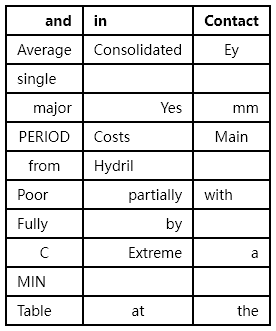 and in Contact
Average Consolidated Ey
single
major Yes mm
PERIOD Costs Main
from Hydril
Poor partially with
Fully by
C Extreme a
MIN
Table at the